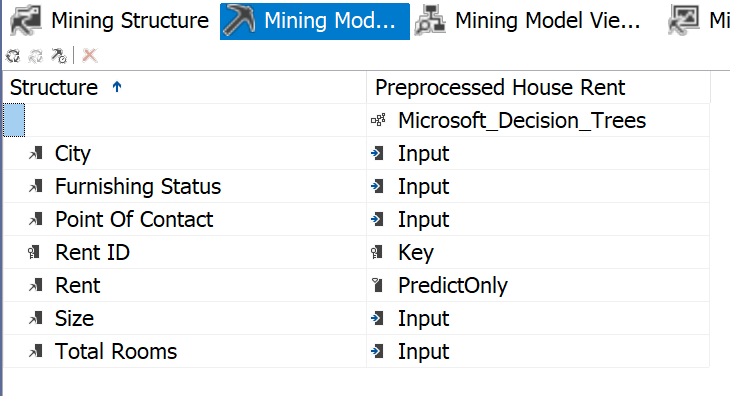 Mining Structure Mining Mod... Mining Model Vie... Mi
Structure Preprocessed House Rent
Microsoft_Decision_Trees
City Input
Furnishing Status Input
Point Of Contact Input
Rent ID Key
Rent PredictOnly
Size Input
Total Rooms Input